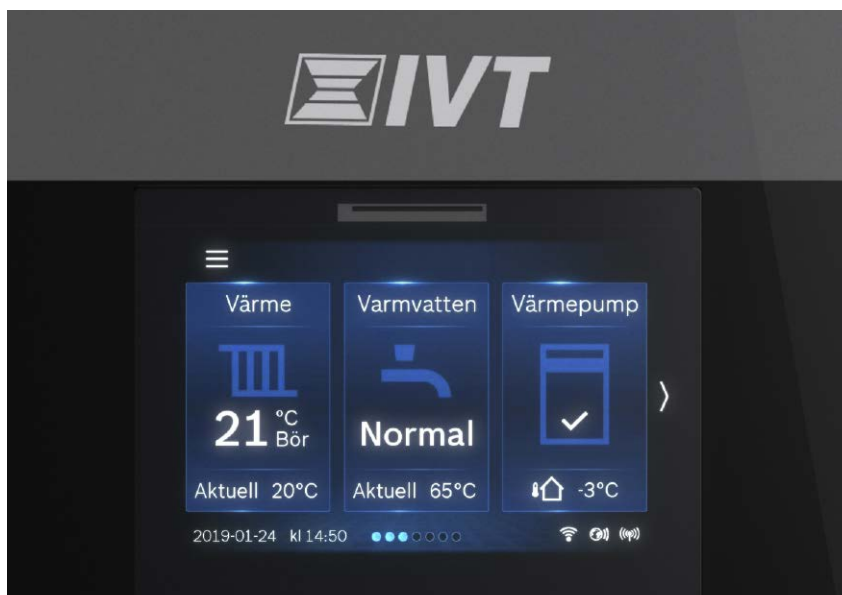 IVT
Värme
Varmvatten
Värmepump
21 °C
Bör
Normal
Aktuell 20°C
Aktuell 65°C
-3°C
2019-01-24 kl 14:50